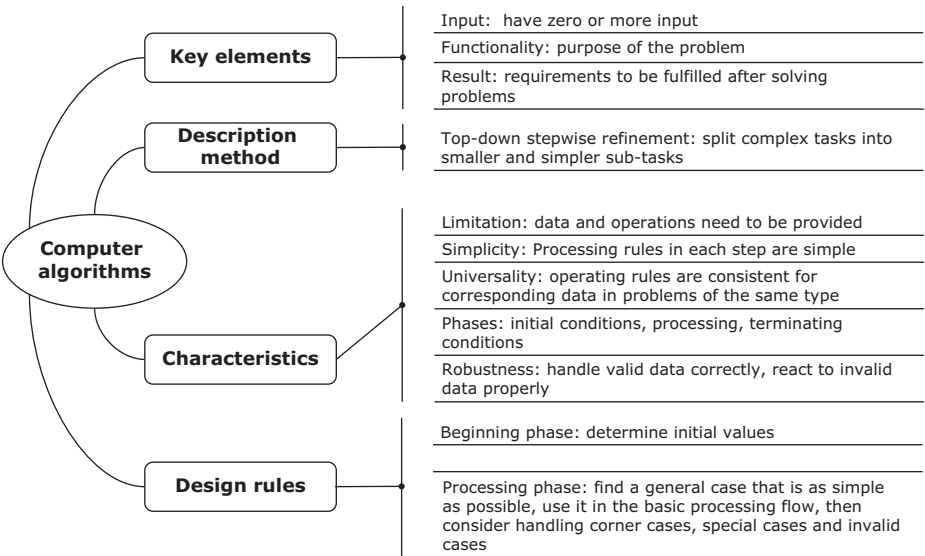 Computer
algorithms
Key elements
Input:  have zero or more input
Functionality: purpose of the problem
Result: requirements to be fulfilled after solving
problems
Description
method
Top-down stepwise refinement: split complex tasks into
smaller and simpler sub-tasks
Characteristics
Limitation: data and operations need to be provided
Simplicity: Processing rules in each step are simple
Universality: operating rules are consistent for
corresponding data in problems of the same type
Phases: initial conditions, processing, terminating
conditions
Robustness: handle valid data correctly, react to invalid
data properly
Design rules
Beginning phase: determine initial values
Processing phase: find a general case that is as simple
as possible, use it in the basic processing flow, then
consider handling corner cases, special cases and invalid
cases